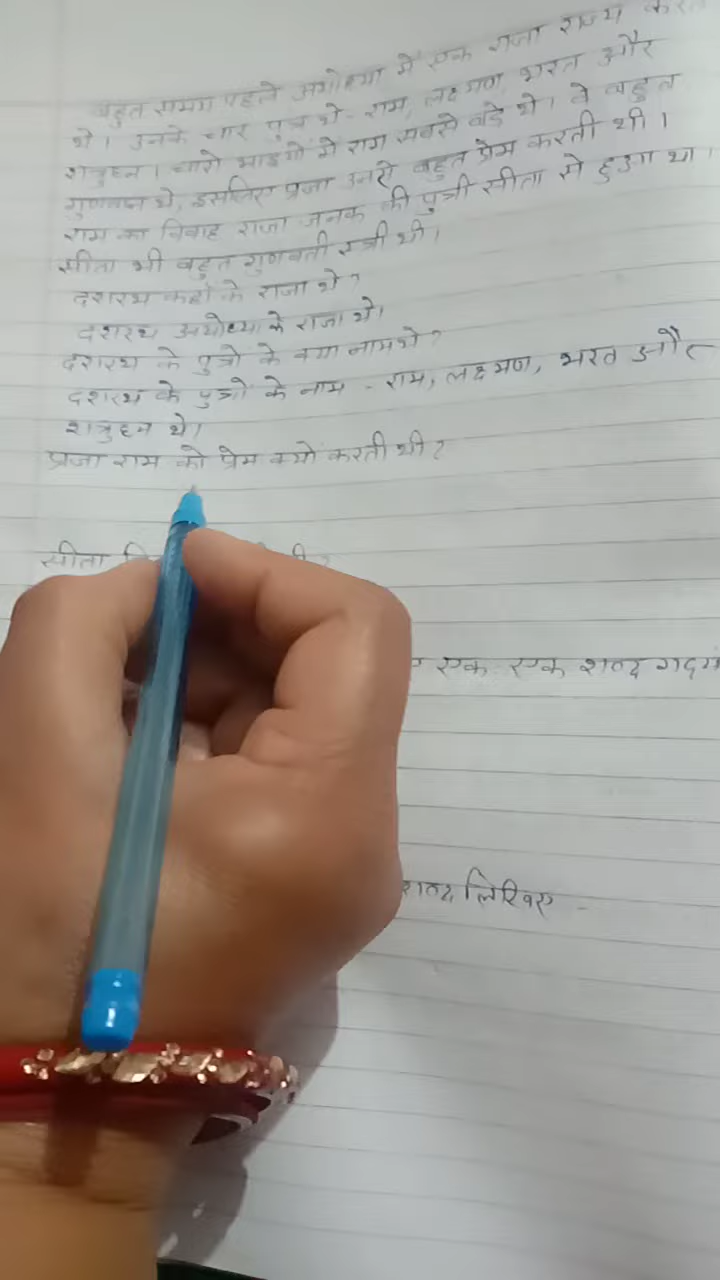 बहुत समय पहले अयोध्या में एक राजा राज्य करते
थे। उनके चार पुत्र थे - राम, लक्ष्मण, भरत और
शत्रुघ्न। चारो भाइयों में राम सबसे बडे थे। वे बहुत
गुणवान थे, इसलिए प्रजा उनसे बहुत प्रेम करती थी।
राम का विवाह राजा जनक की पुत्री सीता से हुआ था।
सीता भी बहुत गुणवती स्त्री थी।
दशरथ कहाँ के राजा थे?
दशरथ अयोध्या के राजा थे।
दशरथ के पुत्रो के क्या नाम थे?
दशरथ के पुत्रो के नाम - राम, लक्ष्मण, भरत और
शत्रुघ्न थे।
प्रजा राम को प्रेम क्यों करती थी?
सीता
एक एक शब्द
शब्द लिखिए -